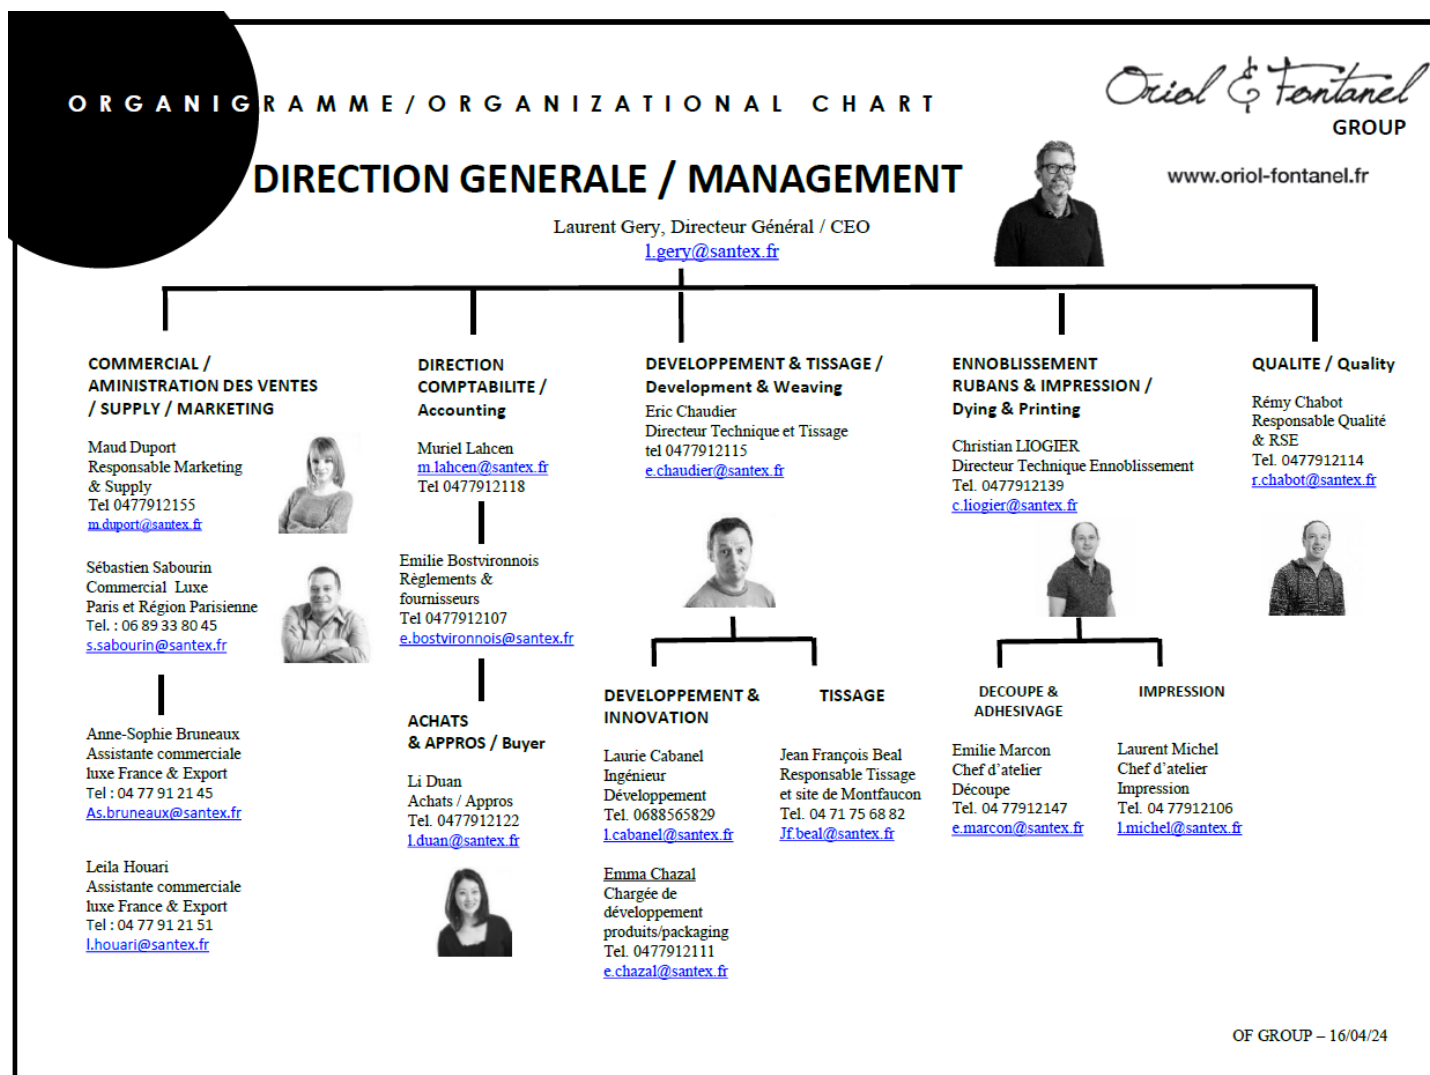 ORGANIGRAMME/ORGANIZATIONAL CHART
Oriol & Fontanel
GROUP
www.oriol-fontanel.fr
DIRECTION GENERALE / MANAGEMENT
Laurent Gery, Directeur Général / CEO
l.gery@santex.fr
COMMERCIAL /
AMINISTRATION DES VENTES
/ SUPPLY / MARKETING
Maud Duport
Responsable Marketing
& Supply
Tel 0477912155
m.duport@santex.fr
Sébastien Sabourin
Commercial Luxe
Paris et Région Parisienne
Tel. : 06 89 33 80 45
s.sabourin@santex.fr
Anne-Sophie Bruneaux
Assistante commerciale
luxe France & Export
Tel : 04 77 91 21 45
As.bruneaux@santex.fr
Leila Houari
Assistante commerciale
luxe France & Export
Tel : 04 77 91 21 51
l.houari@santex.fr
DIRECTION
COMPTABILITE /
Accounting
Muriel Lahcen
m.lahcen@santex.fr
Tel 0477912118
Emilie Bostvironnois
Règlements &
fournisseurs
Tel 0477912107
e.bostvironnois@santex.fr
ACHATS
& APPROS / Buyer
Li Duan
Achats / Appros
Tel. 0477912122
l.duan@santex.fr
DEVELOPPEMENT & TISSAGE /
Development & Weaving
Eric Chaudier
Directeur Technique et Tissage
tel 0477912115
e.chaudier@santex.fr
DEVELOPPEMENT &
INNOVATION
Laurie Cabanel
Ingénieur
Développement
Tel. 0688565829
l.cabanel@santex.fr
Emma Chazal
Chargée de
développement
produits/packaging
Tel. 0477912111
e.chazal@santex.fr
TISSAGE
Jean François Beal
Responsable Tissage
et site de Montfaucon
Tel. 04 71 75 68 82
Jf.beal@santex.fr
ENNOBLISSEMENT
RUBANS & IMPRESSION /
Dying & Printing
Christian LIOGIER
Directeur Technique Ennoblissement
Tel. 0477912139
c.liogier@santex.fr
DECOUPE &
ADHESIVAGE
Emilie Marcon
Chef d’atelier
Découpe
Tel. 04 77912147
e.marcon@santex.fr
IMPRESSION
Laurent Michel
Chef d’atelier
Impression
Tel. 04 77912106
l.michel@santex.fr
QUALITE / Quality
Rémy Chabot
Responsable Qualité
& RSE
Tel. 0477912114
r.chabot@santex.fr
OF GROUP – 16/04/24